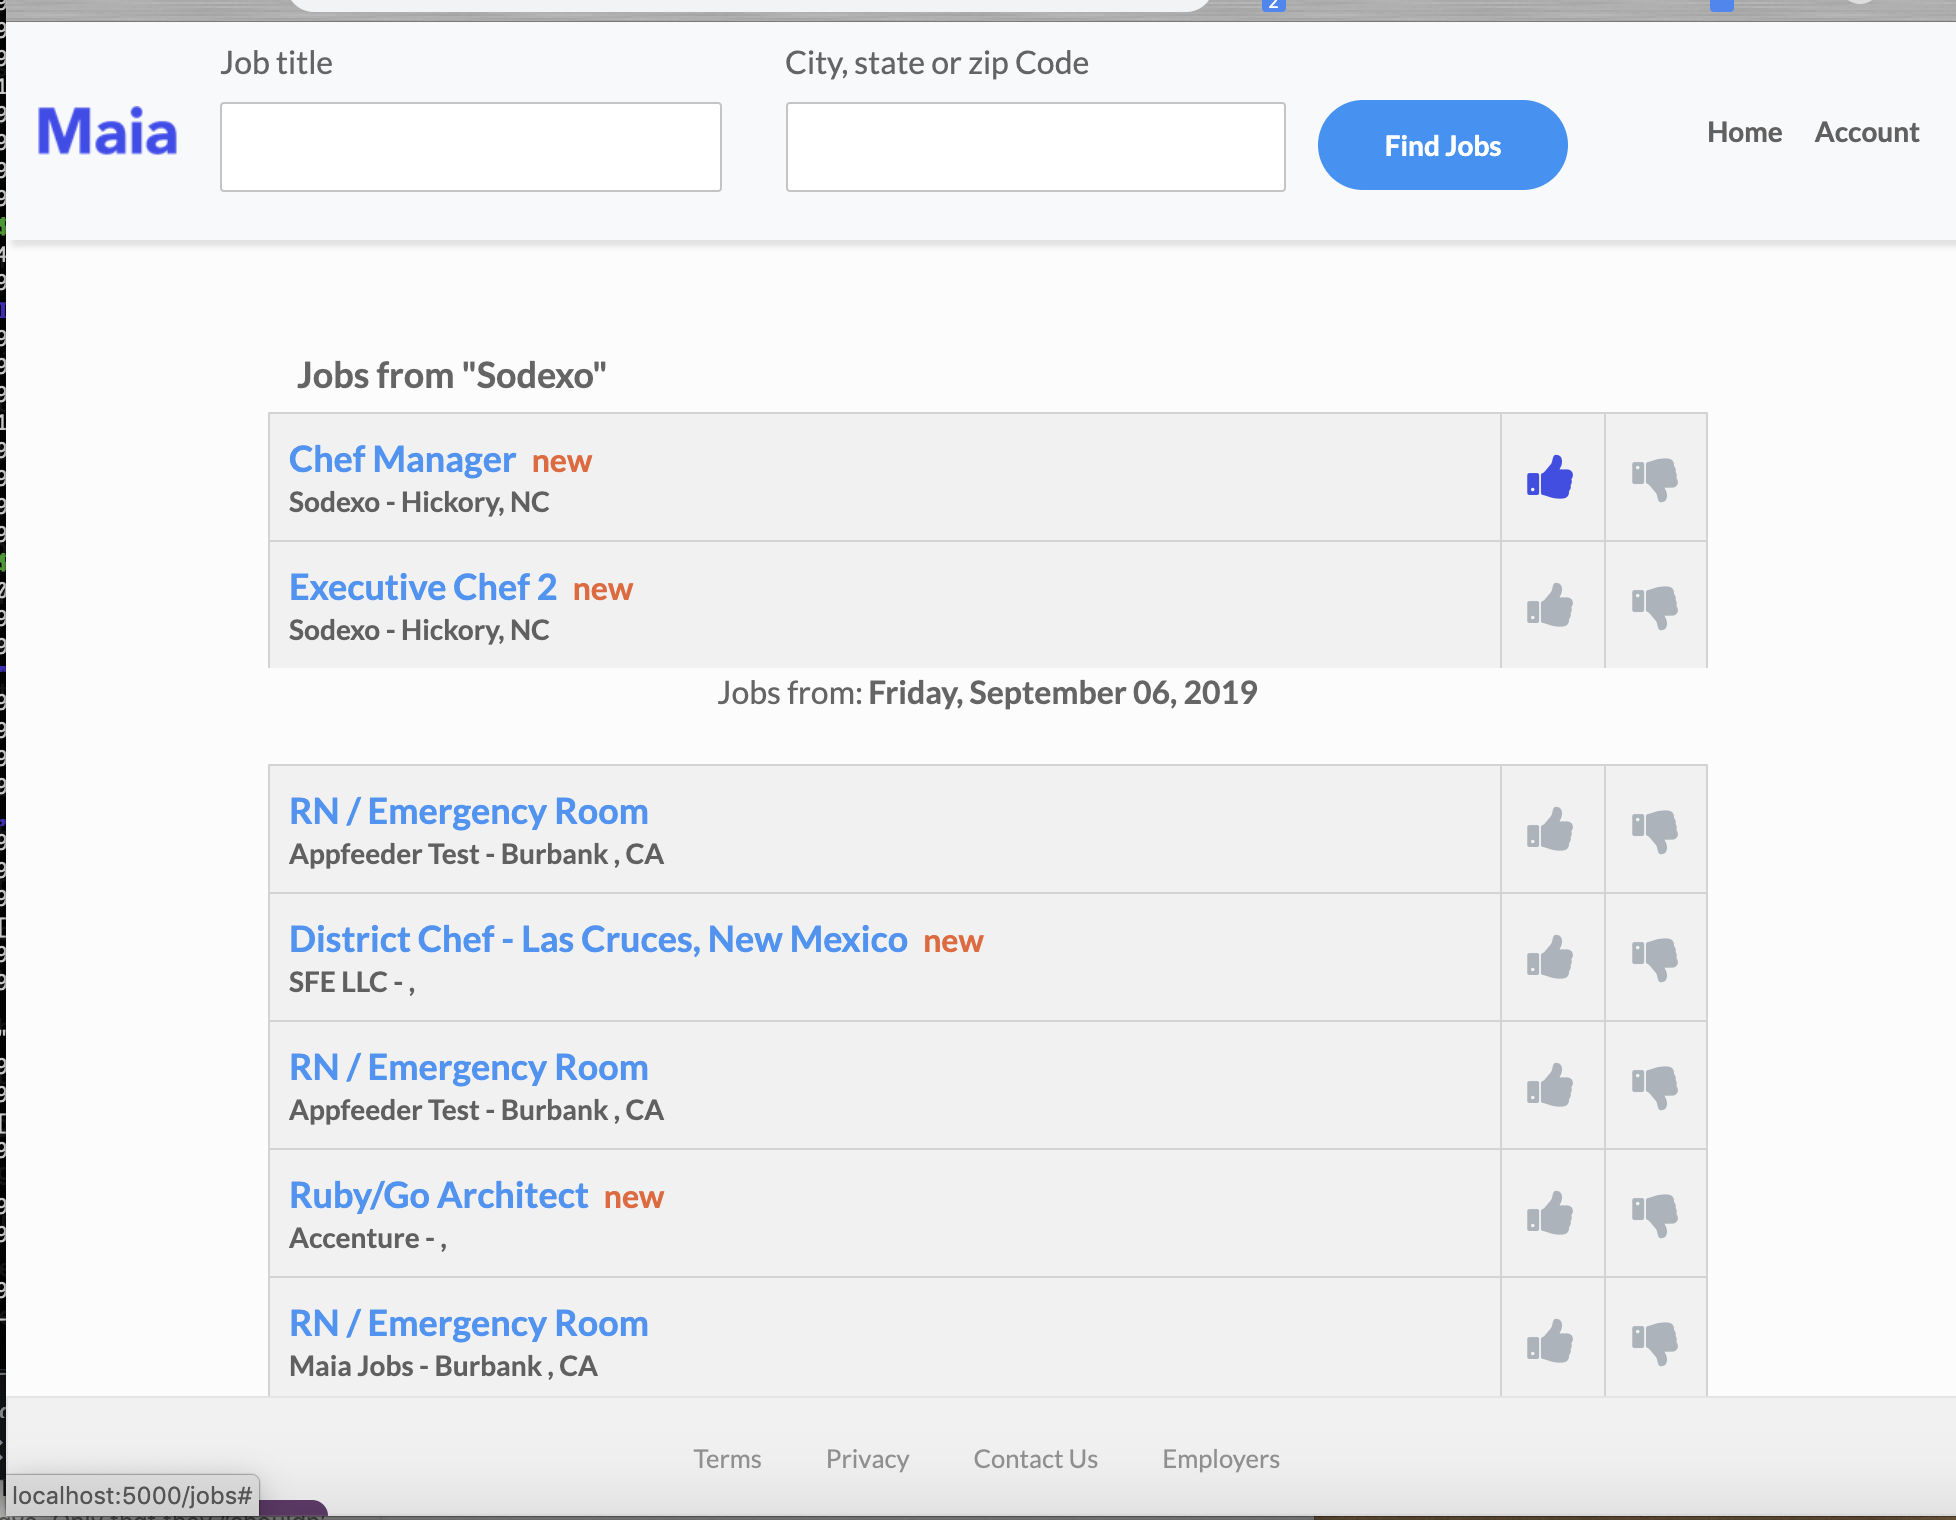 Job title
City, state or zip Code
Maia
Find Jobs
Home
Account
Jobs from "Sodexo"
Chef Manager new
Sodexo - Hickory, NC
Executive Chef 2 new
Sodexo - Hickory, NC
Jobs from: Friday, September 06, 2019
RN / Emergency Room
Appfeeder Test - Burbank , CA
District Chef - Las Cruces, New Mexico new
SFE LLC - ,
RN / Emergency Room
Appfeeder Test - Burbank , CA
Ruby/Go Architect new
Accenture - ,
RN / Emergency Room
Maia Jobs - Burbank , CA
Terms
Privacy
Contact Us
Employers
localhost:5000/jobs#